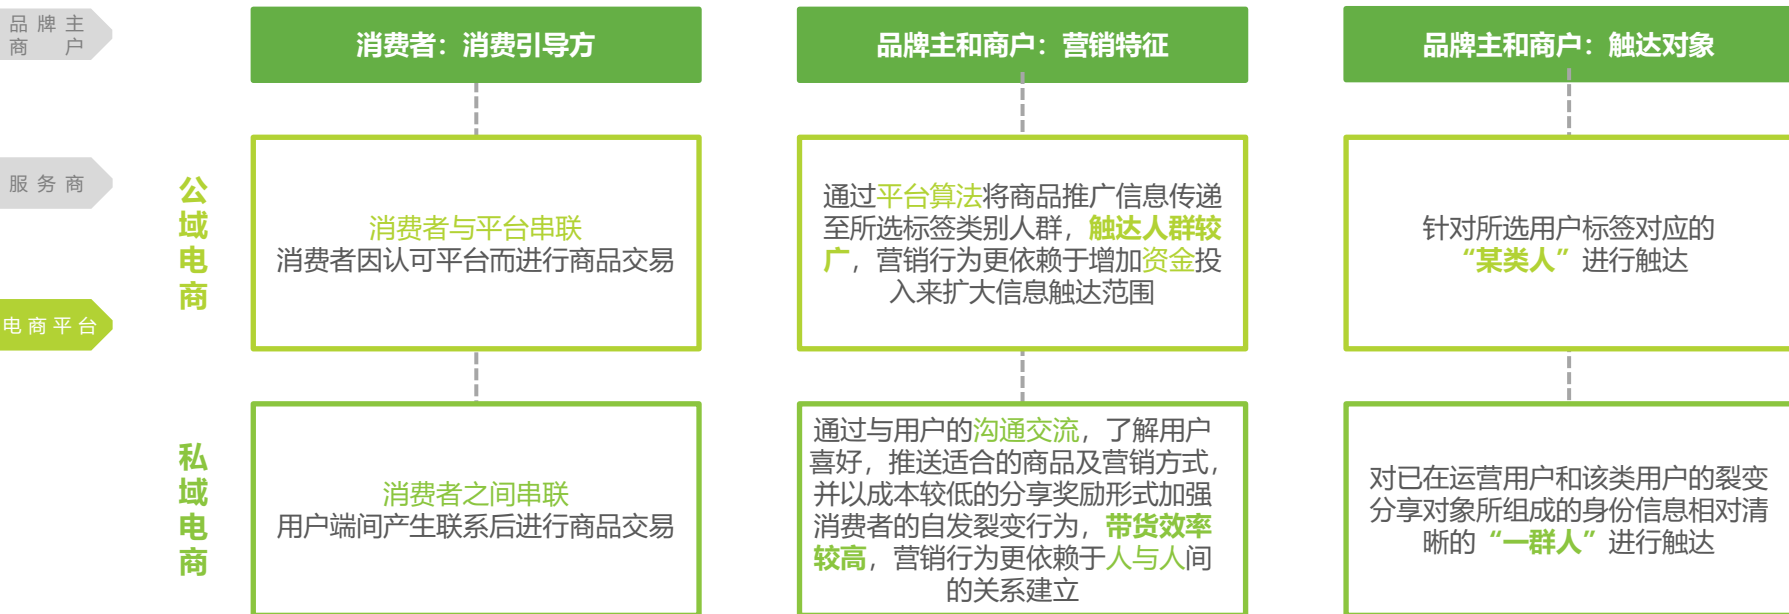 品牌主
商户
服务商
电商平台
消费者：消费引导方
品牌主和商户：营销特征
品牌主和商户：触达对象
公域电商
消费者与平台串联
消费者因认可平台而进行商品交易
通过平台算法将商品推广信息传递
至所选标签类别人群，触达人群较
广，营销行为更依赖于增加资金投
入来扩大信息触达范围
针对所选用户标签对应的
“某类人”进行触达
私域电商
消费者之间串联
用户端间产生联系后进行商品交易
通过与用户的沟通交流，了解用户
喜好，推送适合的商品及营销方式，
并以成本较低的分享奖励形式加强
消费者的自发裂变行为，带货效率
较高，营销行为更依赖于人与人间
的关系建立
对已在运营用户和该类用户的裂变
分享对象所组成的身份信息相对清
晰的“一群人”进行触达